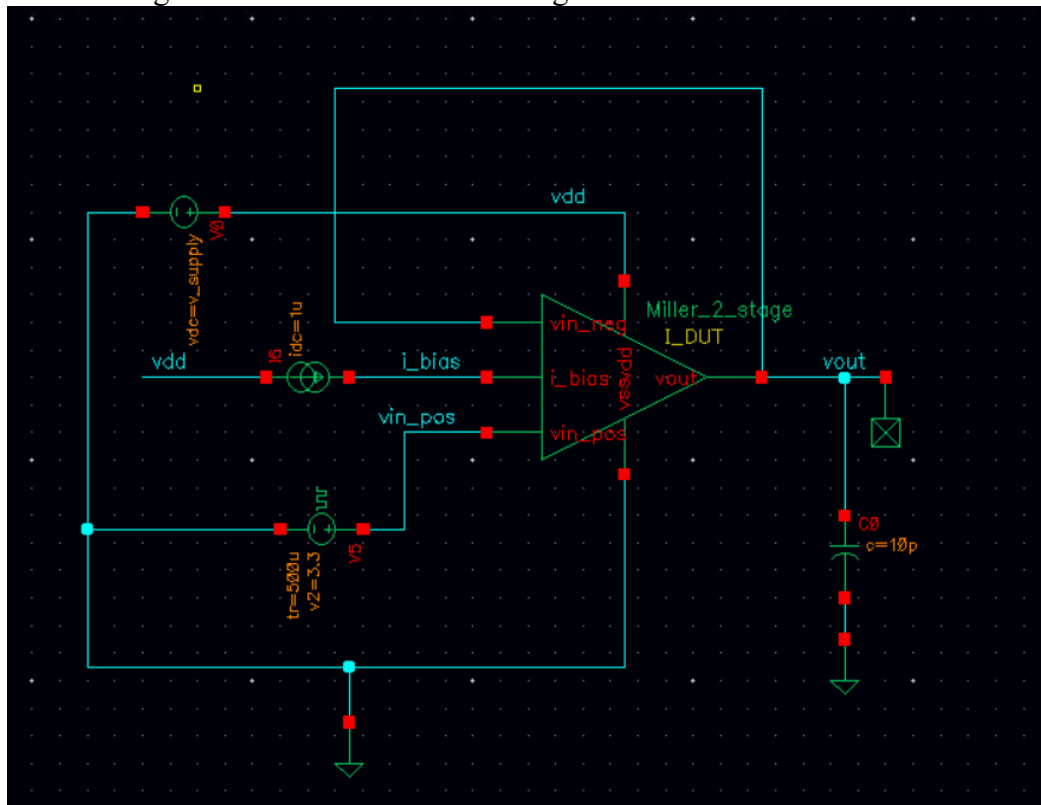 vdd
V0
vdc=v_supply
Miller_2_stage
I_DUT
vin_neg
vdd
I6
idc=1u
i_bias
i_bias
vssvdd
vout
vout
vin_pos
vin_pos
V5
tr=500u
v2=3.3
C0
c=10p